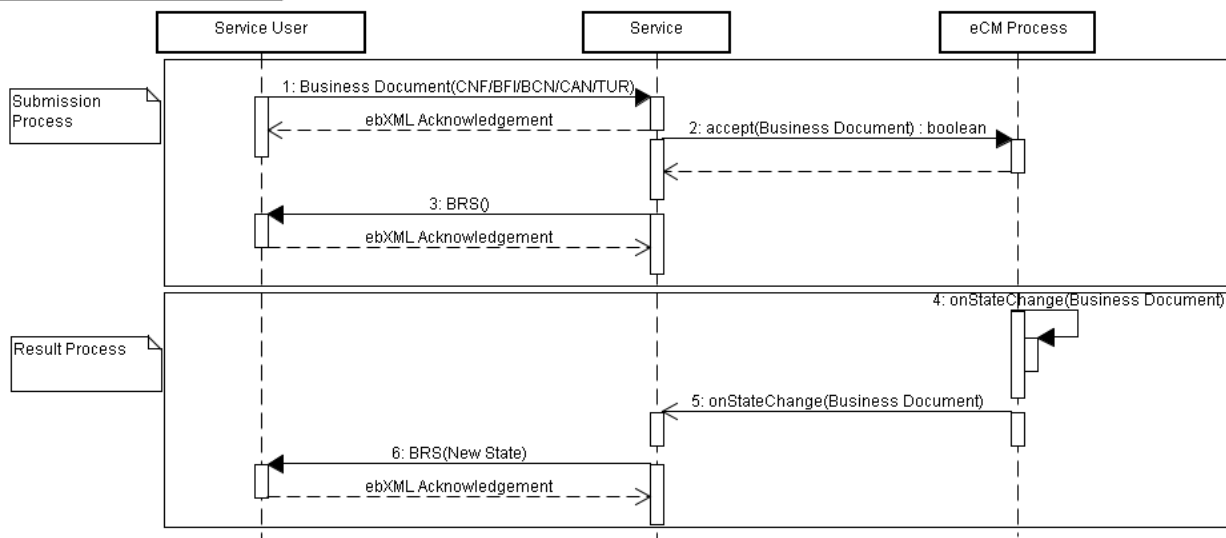 Service User
Service
eCM Process
Submission
Process
1: Business Document(CNF/BFI/BCN/CAN/TUR)
ebXML Acknowledgement
2: accept(Business Document) : boolean
3: BRS()
ebXML Acknowledgement
4: onStateChange(Business Document)
Result Process
5: onStateChange(Business Document)
6: BRS(New State)
ebXML Acknowledgement